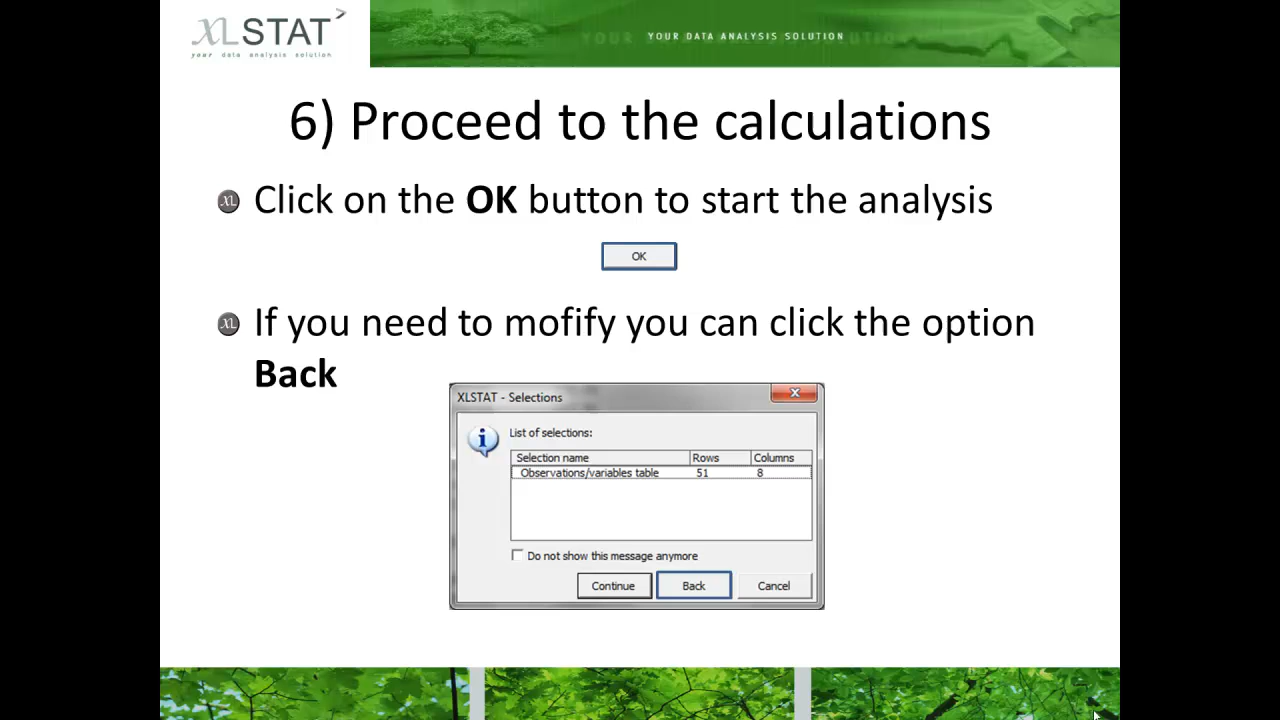 XLSTAT
your data analysis solution
YOUR DATA ANALYSIS SOLUTION
6) Proceed to the calculations
XL Click on the OK button to start the analysis
OK
XL If you need to mofify you can click the option
Back
XLSTAT - Selections
List of selections:
Selection name Rows Columns
Observations/variables table 51 8
Do not show this message anymore
Continue Back Cancel